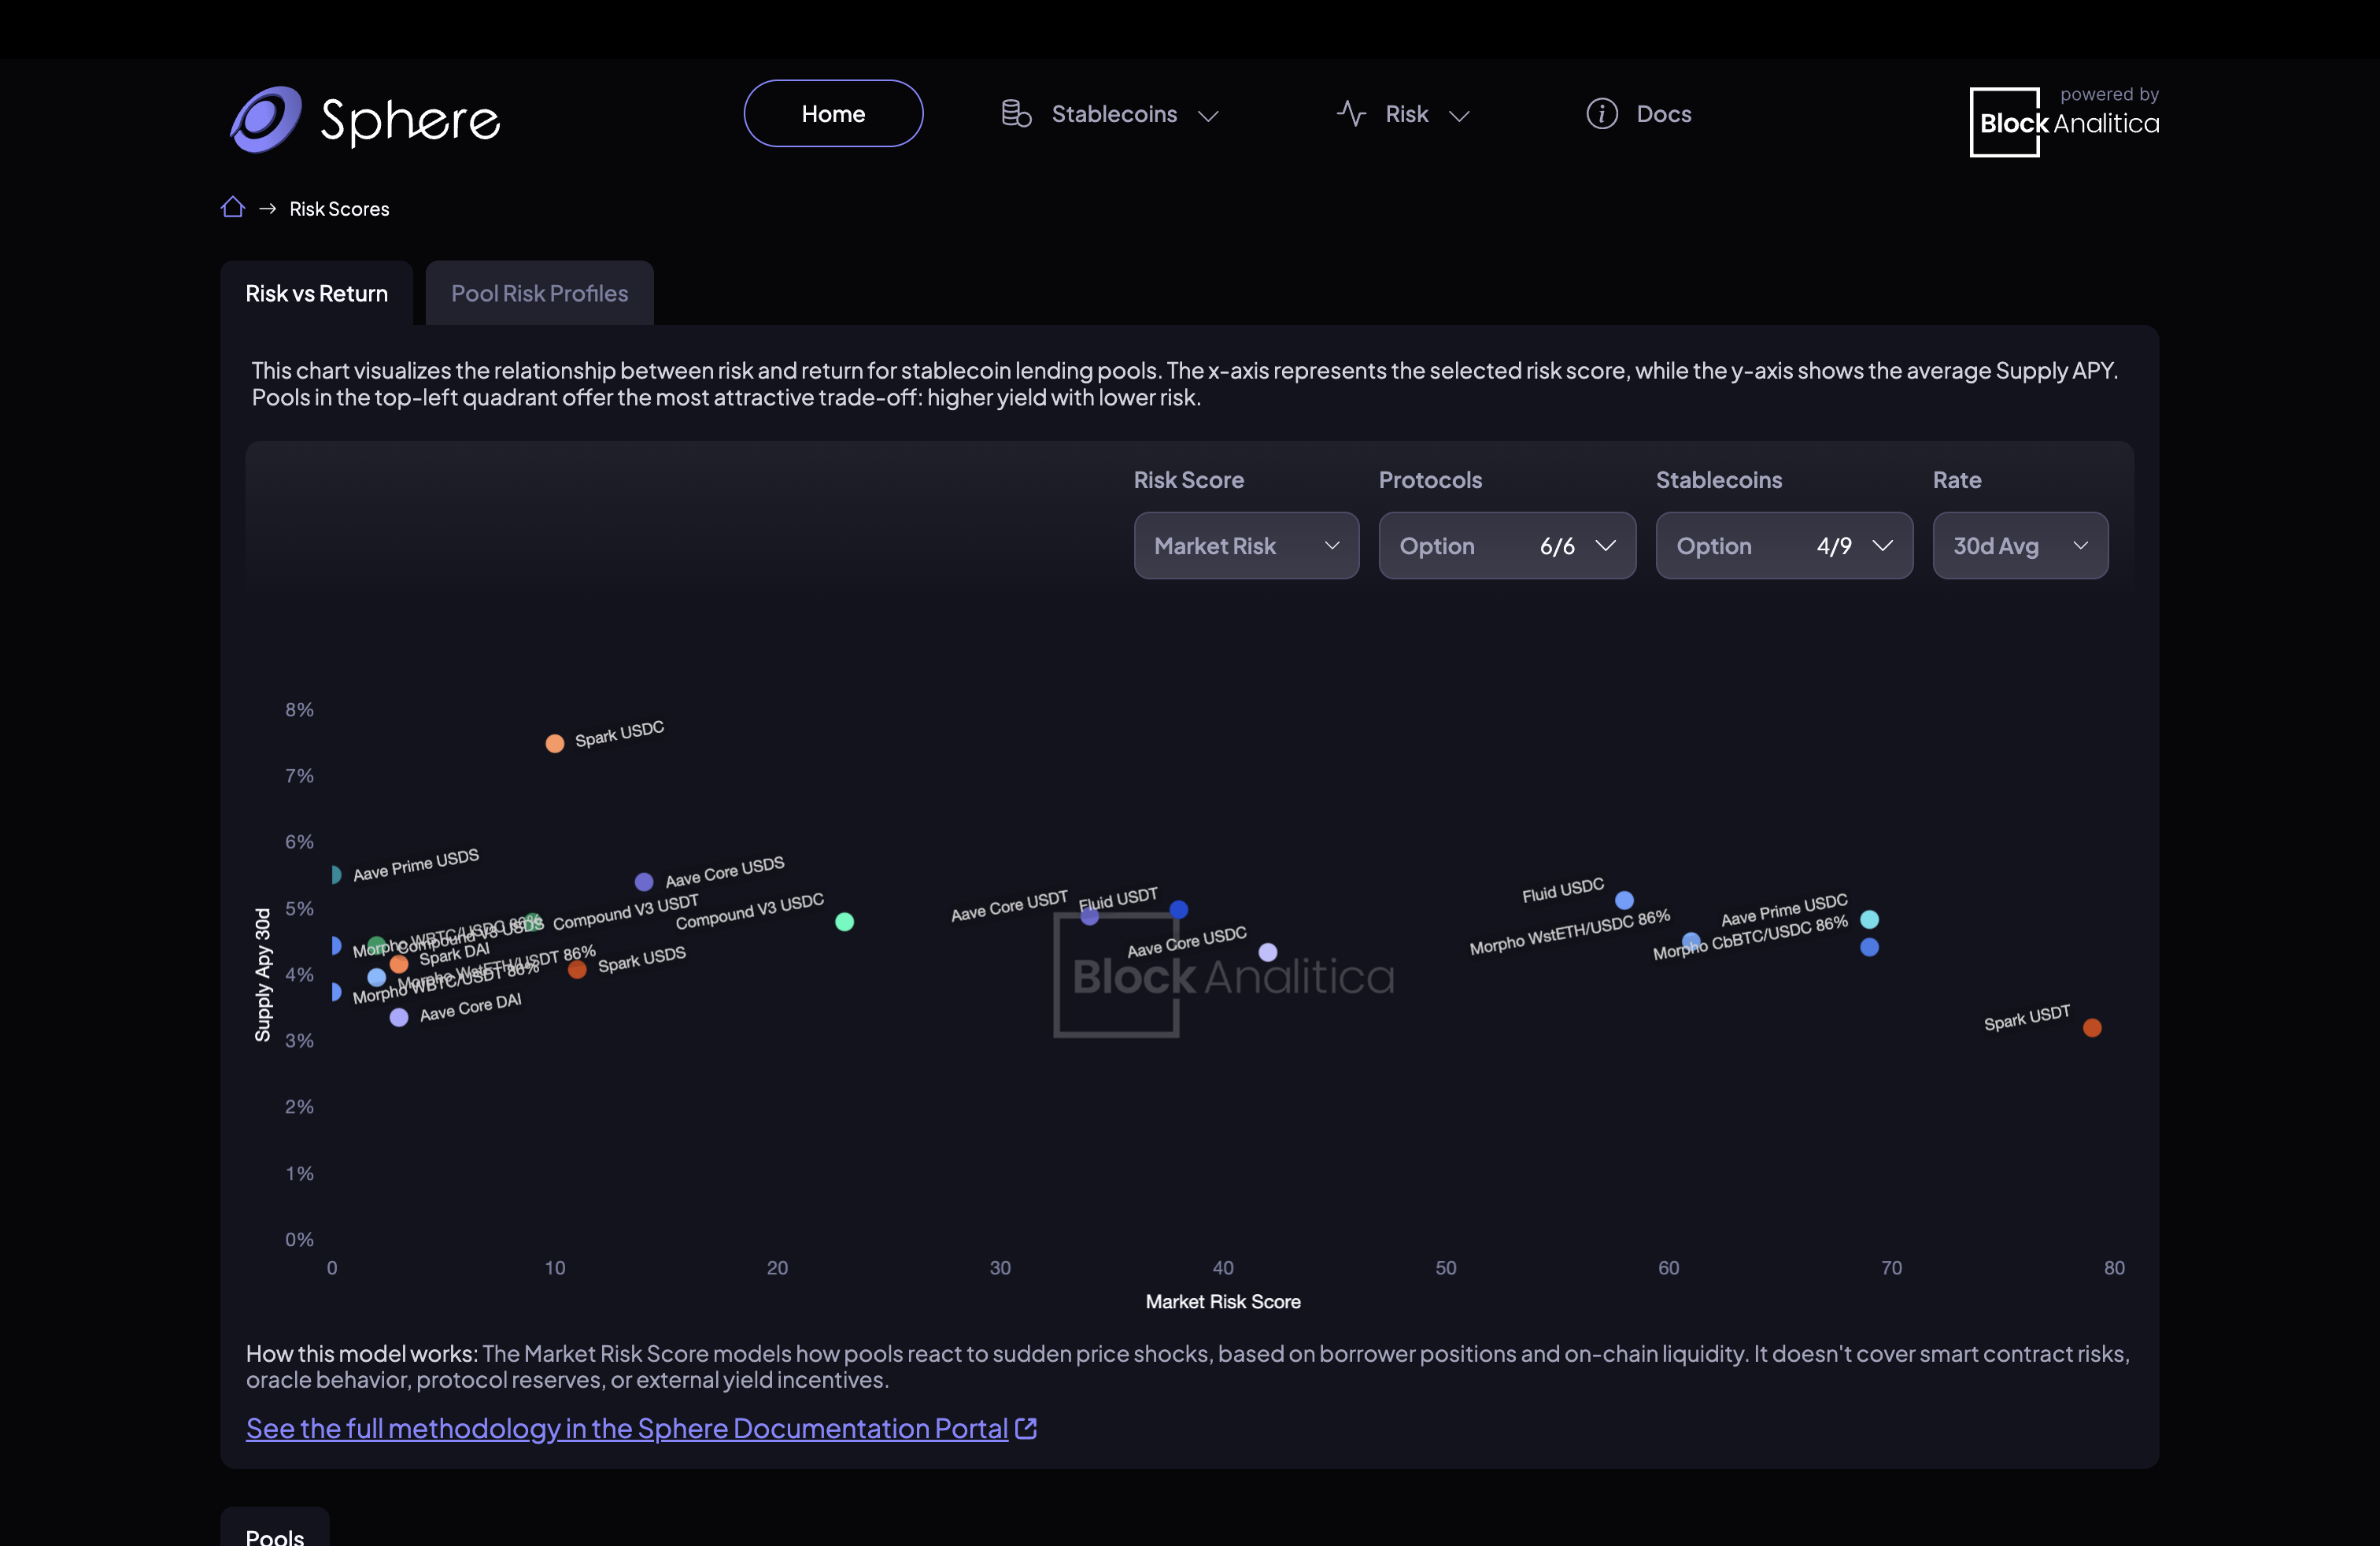 Sphere
Home
Stablecoins
Risk
Docs
powered by
Block Analitica
Risk Scores
Risk vs Return
Pool Risk Profiles
This chart visualizes the relationship between risk and return for stablecoin lending pools. The x-axis represents the selected risk score, while the y-axis shows the average Supply APY.
Pools in the top-left quadrant offer the most attractive trade-off: higher yield with lower risk.
Risk Score
Protocols
Stablecoins
Rate
Market Risk
Option 6/6
Option 4/9
30d Avg
8%
7%
6%
5%
4%
3%
2%
1%
0%
Supply Apy 30d
Spark USDC
Aave Prime USDS
Aave Core USDS
Compound V3 USDT
Compound V3 USDC
Morpho WBTC/USDC 86%
Compound V3 USDS
Spark DAI
Morpho WstETH/USDT 86%
Morpho WBTC/USDT 86%
Spark USDS
Aave Core DAI
Aave Core USDT
Fluid USDT
Aave Core USDC
Fluid USDC
Morpho WstETH/USDC 86%
Aave Prime USDC
Morpho CbBTC/USDC 86%
Spark USDT
Block Analitica
0
10
20
30
40
50
60
70
80
Market Risk Score
How this model works: The Market Risk Score models how pools react to sudden price shocks, based on borrower positions and on-chain liquidity. It doesn't cover smart contract risks,
oracle behavior, protocol reserves, or external yield incentives.
See the full methodology in the Sphere Documentation Portal
Pools